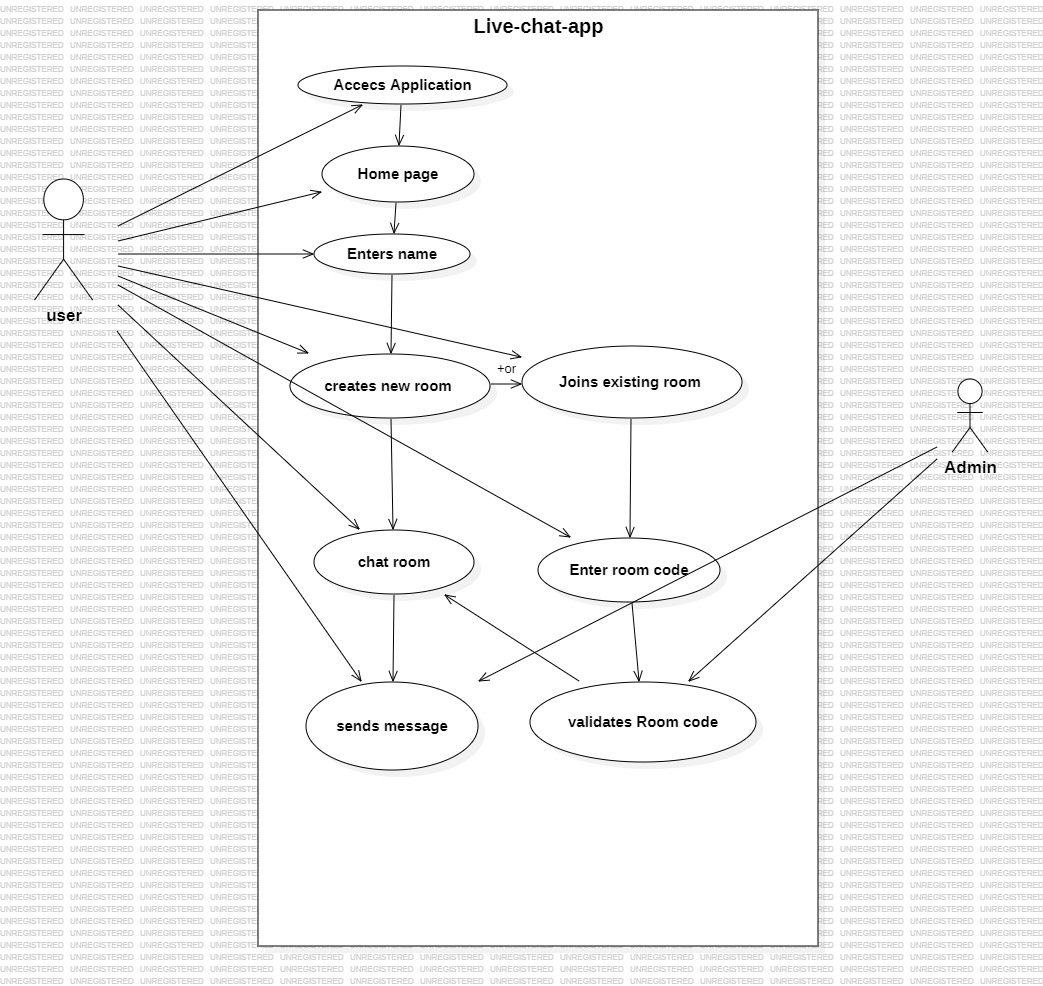 Live-chat-app
Accecs Application
Home page
user
Enters name
+or
creates new room
Joins existing room
Admin
chat room
Enter room code
sends message
validates Room code
UNREGISTERED